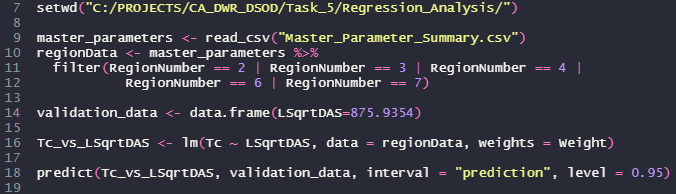 7 setwd("C:/PROJECTS/CA_DWR_DSOD/Task_5/Regression_Analysis/")
8
9 master_parameters <- read_csv("Master_Parameter_Summary.csv")
10 regionData <- master_parameters %>%
11 filter(RegionNumber == 2 | RegionNumber == 3 | RegionNumber == 4 |
12 RegionNumber == 6 | RegionNumber == 7)
13
14 validation_data <- data.frame(LSqrtDAS=875.9354)
15
16 Tc_vs_LSqrtDAS <- lm(Tc ~ LSqrtDAS, data = regionData, weights = Weight)
17
18 predict(Tc_vs_LSqrtDAS, validation_data, interval = "prediction", level = 0.95)
19